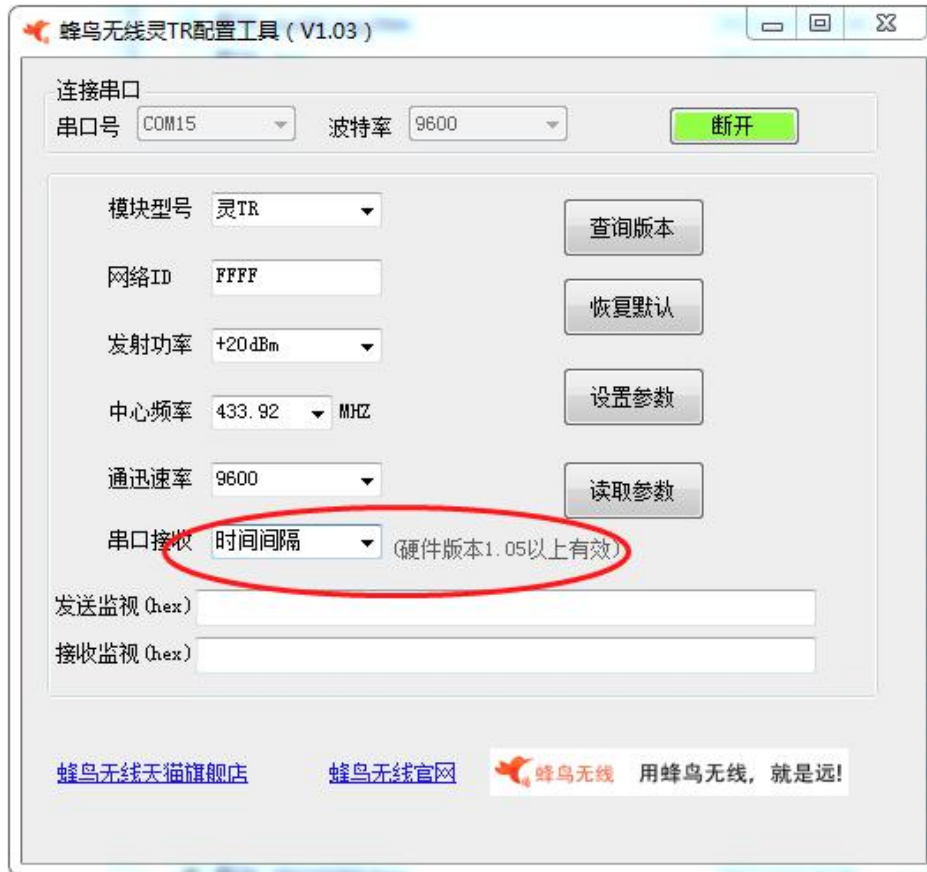 蜂鸟无线灵TR配置工具（V1.03）
连接串口
串口号 COM15 波特率 9600 断开
模块型号 灵TR 查询版本
网络ID FFFF
恢复默认
发射功率 +20dBm
中心频率 433.92 MHZ 设置参数
通迅速率 9600 读取参数
串口接收 时间间隔 (硬件版本1.05以上有效)
发送监视(hex)
接收监视(hex)
蜂鸟无线天猫旗舰店 蜂鸟无线官网 蜂鸟无线 用蜂鸟无线，就是远!